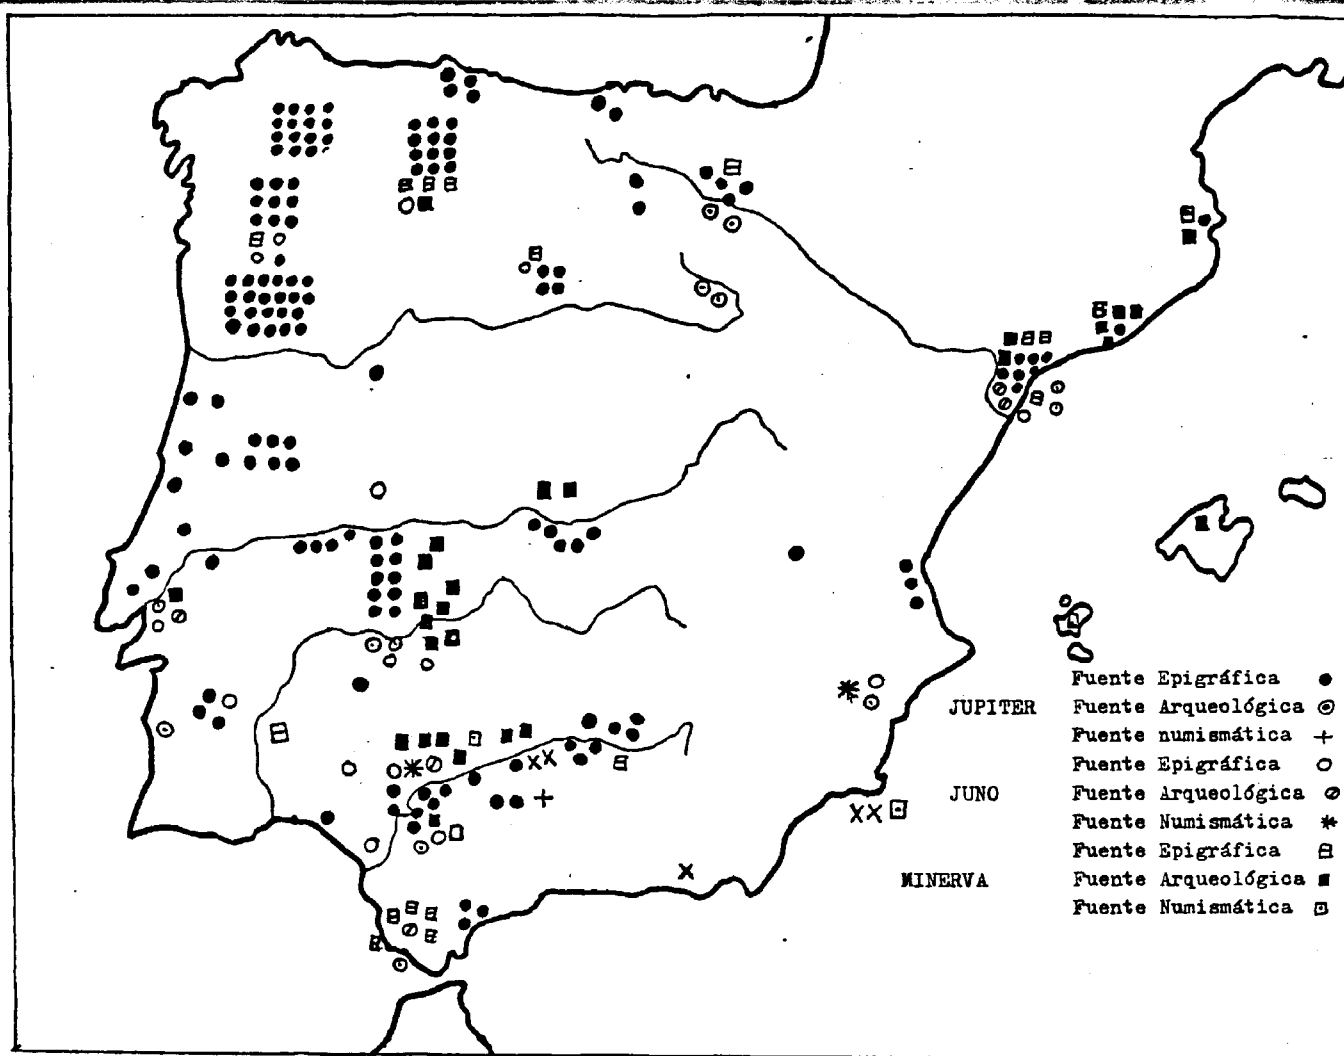 Fuente Epigráfica ●
JUPITER Fuente Arqueológica ⊙
Fuente numismática +
Fuente Epigráfica ○
JUNO Fuente Arqueológica ⊘
Fuente Numismática *
Fuente Epigráfica ⊟
MINERVA Fuente Arqueológica ■
Fuente Numismática ⊡